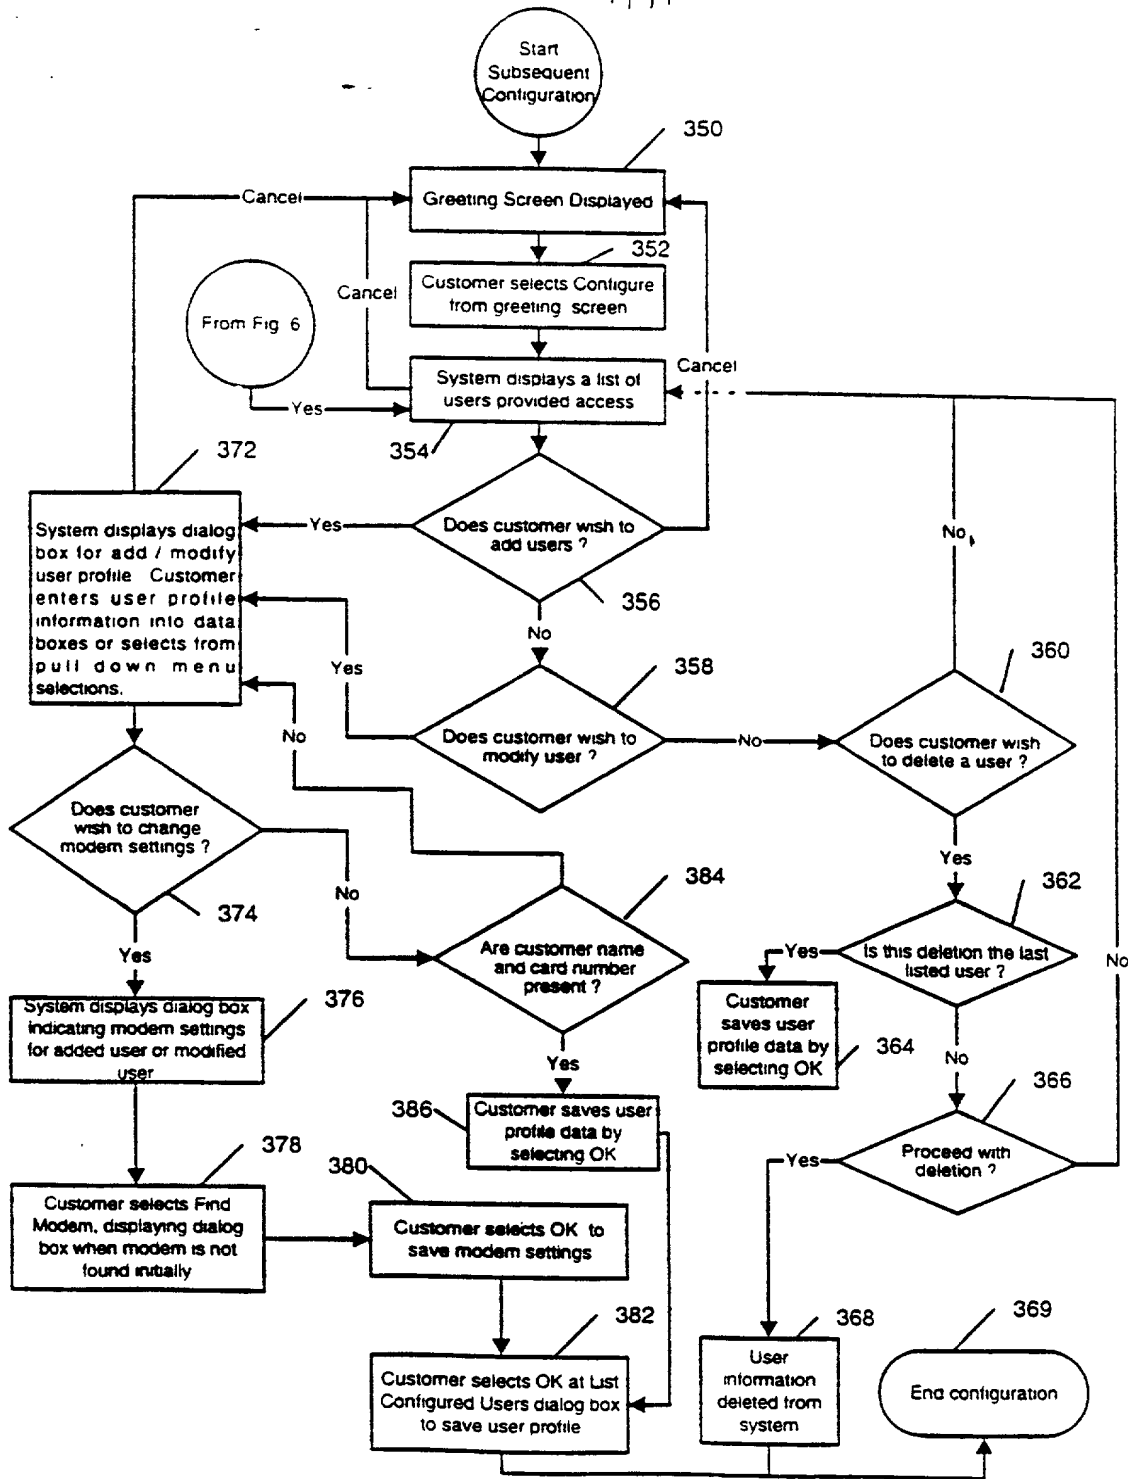 Start
Subsequent
Configuration
350
Cancel
Greeting Screen Displayed
352
Customer selects Configure
from greeting screen
Cancel
From Fig 6
Cancel
System displays a list of
users provided access
Yes
354
372
System displays dialog
box for add / modify
user profile Customer
enters user profile
information into data
boxes or selects from
pull down menu
selections.
Yes
Does customer wish to
add users ?
356
No
No
358
360
Yes
Does customer wish to
modify user ?
No
Does customer wish
to delete a user ?
No
Does customer
wish to change
modem settings ?
374
No
Yes
384
Are customer name
and card number
present ?
Yes
362
Is this deletion the last
listed user ?
Yes
No
Customer
saves user
profile data by
selecting OK
364
No
376
System displays dialog box
indicating modem settings
for added user or modified
user
Yes
386
Customer saves user
profile data by
selecting OK
366
Proceed with
deletion ?
Yes
378
Customer selects Find
Modem, displaying dialog
box when modem is not
found initially
380
Customer selects OK to
save modem settings
382
Customer selects OK at List
Configured Users dialog box
to save user profile
368
User
information
deleted from
system
369
End configuration